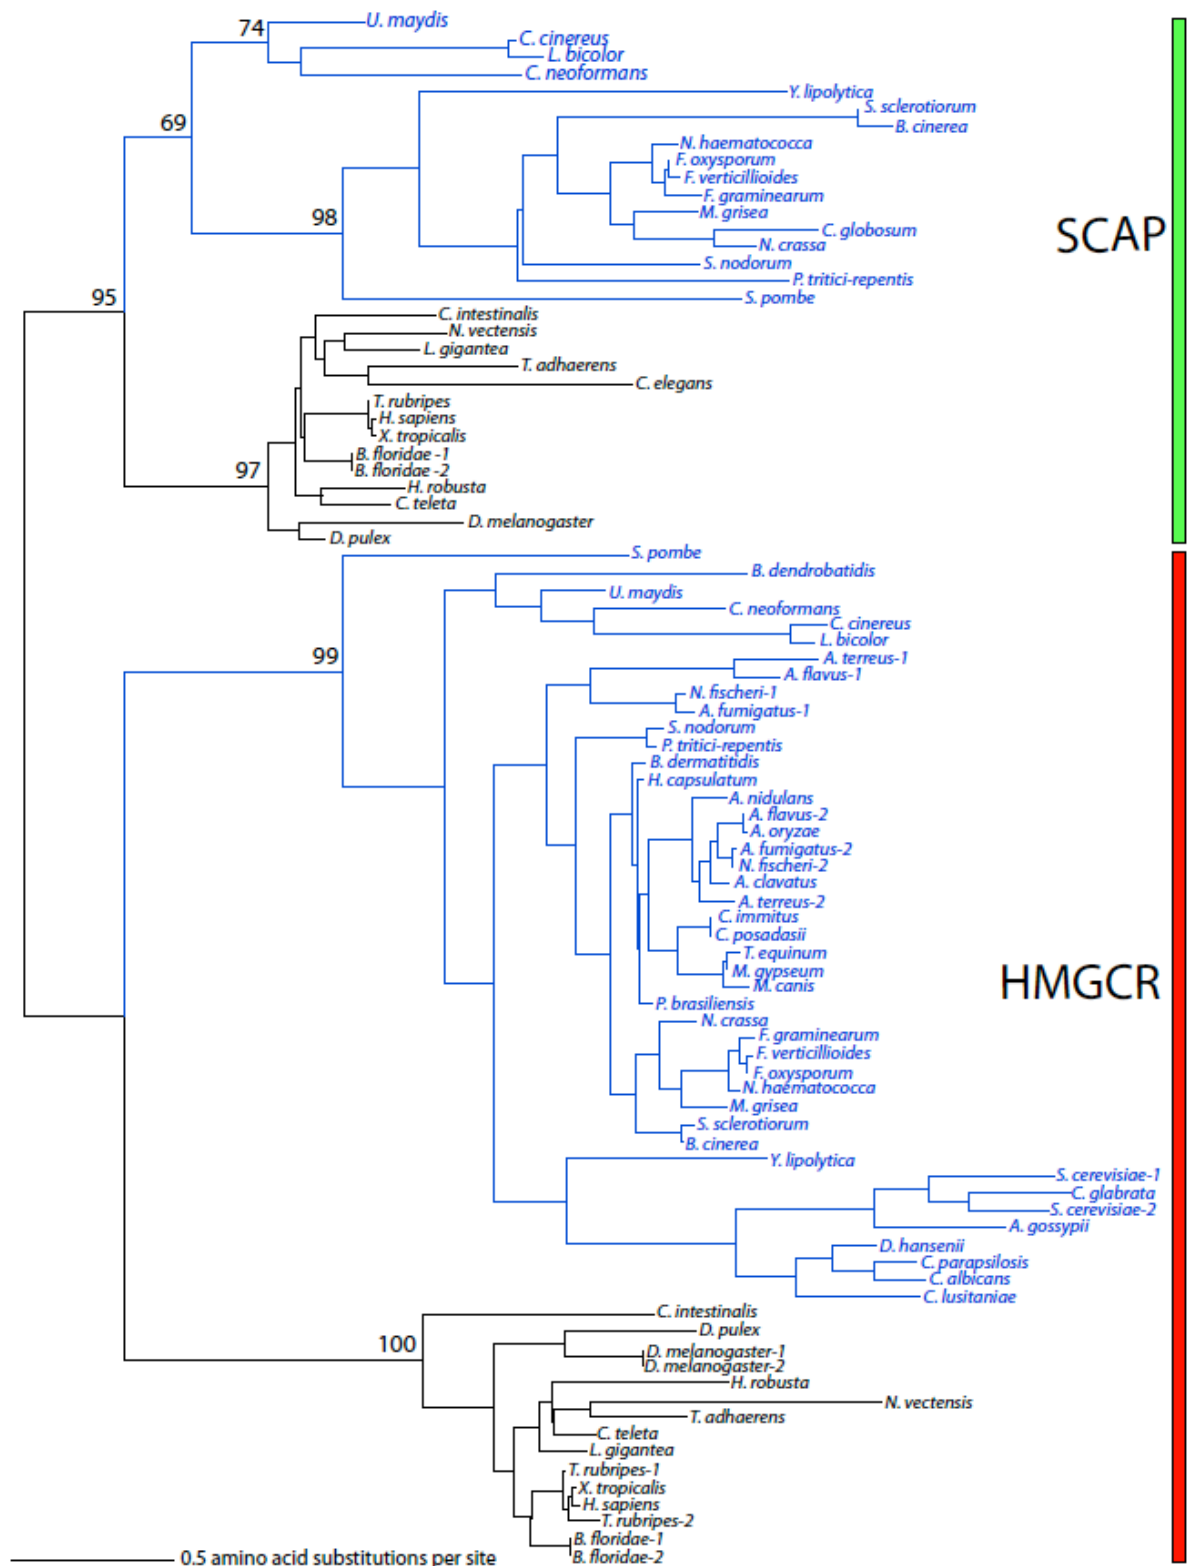 74
U. maydis
C. cinereus
L. bicolor
C. neoformans
Y. lipolytica
S. sclerotiorum
69
B. cinerea
N. haematococca
F. oxysporum
F. verticillioides
F. graminearum
98
M. grisea
C. globosum
SCAP
N. crassa
S. nodorum
P. tritici-repentis
95
S. pombe
C. intestinalis
N. vectensis
L. gigantea
T. adhaerens
C. elegans
T. rubripes
H. sapiens
X. tropicalis
B. floridae -1
97
B. floridae -2
H. robusta
C. teleta
D. melanogaster
D. pulex
S. pombe
B. dendrobatidis
U. maydis
C. neoformans
C. cinereus
L. bicolor
99
A. terreus-1
A. flavus-1
N. fischeri-1
A. fumigatus-1
S. nodorum
P. tritici-repentis
B. dermatitidis
H. capsulatum
A. nidulans
A. flavus-2
A. oryzae
A. fumigatus-2
N. fischeri-2
A. clavatus
A. terreus-2
C. immitus
C. posadasii
T. equinum
M. gypseum
HMGCR
M. canis
P. brasiliensis
N. crassa
F. graminearum
F. verticillioides
F. oxysporum
N. haematococca
M. grisea
S. sclerotiorum
B. cinerea
Y. lipolytica
S. cerevisiae-1
C. glabrata
S. cerevisiae-2
A. gossypii
D. hansenii
C. parapsilosis
C. albicans
C. lusitaniae
C. intestinalis
D. pulex
100
D. melanogaster-1
D. melanogaster-2
H. robusta
N. vectensis
T. adhaerens
C. teleta
L. gigantea
T. rubripes-1
X. tropicalis
H. sapiens
T. rubripes-2
B. floridae-1
B. floridae-2
0.5 amino acid substitutions per site